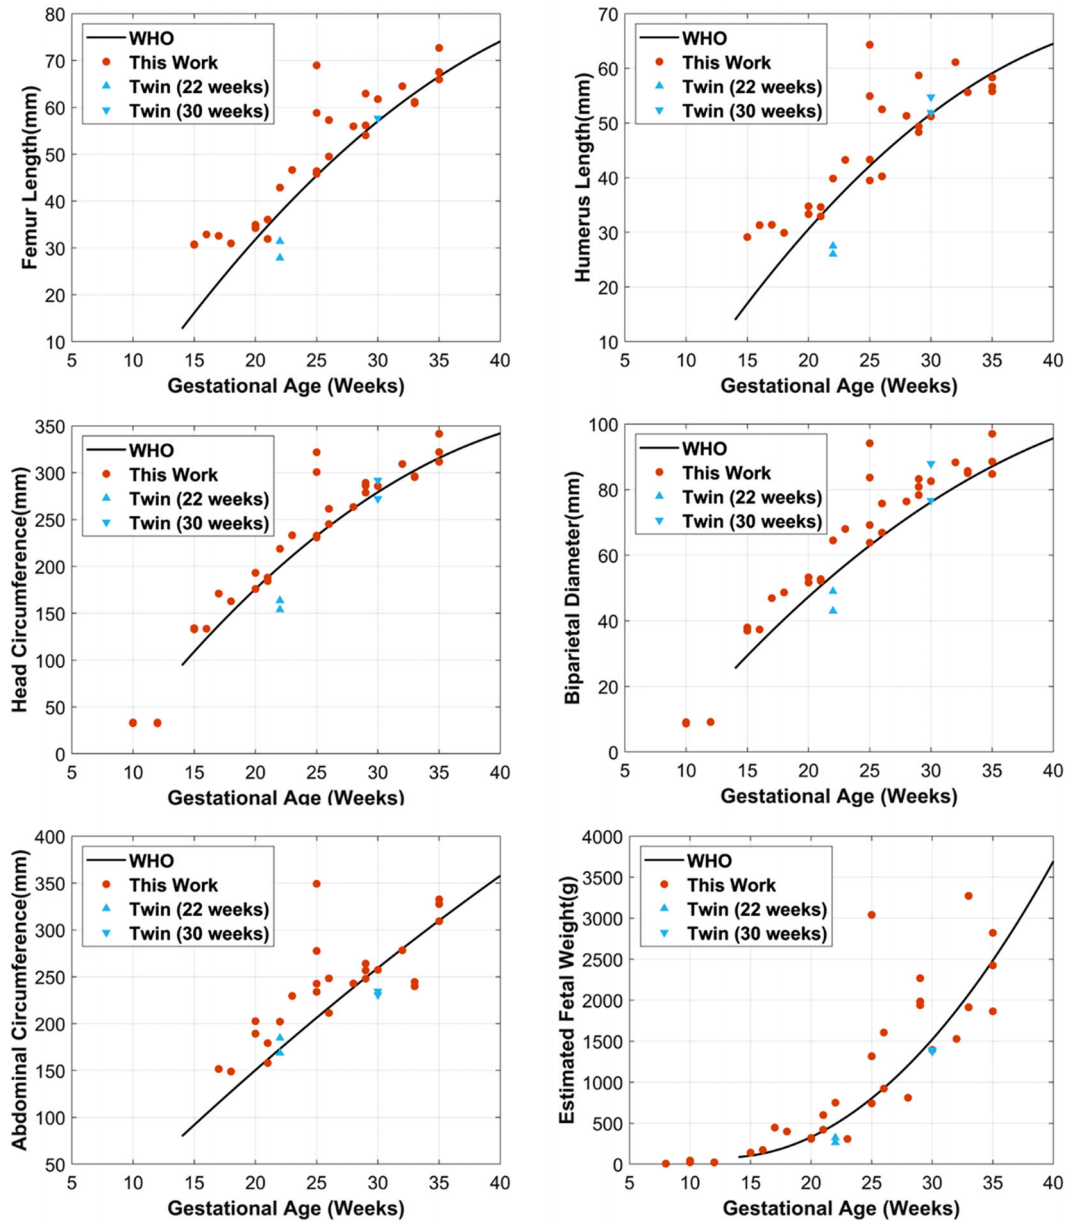 80
70
60
50
40
30
20
10
Femur Length(mm)
WHO
This Work
Twin (22 weeks)
Twin (30 weeks)
5 10 15 20 25 30 35 40
Gestational Age (Weeks)
70
60
50
40
30
20
10
Humerus Length(mm)
WHO
This Work
Twin (22 weeks)
Twin (30 weeks)
5 10 15 20 25 30 35 40
Gestational Age (Weeks)
350
300
250
200
150
100
50
0
Head Circumference(mm)
WHO
This Work
Twin (22 weeks)
Twin (30 weeks)
5 10 15 20 25 30 35 40
Gestational Age (Weeks)
100
80
60
40
20
0
Biparietal Diameter(mm)
WHO
This Work
Twin (22 weeks)
Twin (30 weeks)
5 10 15 20 25 30 35 40
Gestational Age (Weeks)
400
350
300
250
200
150
100
50
Abdominal Circumference(mm)
WHO
This Work
Twin (22 weeks)
Twin (30 weeks)
5 10 15 20 25 30 35 40
Gestational Age (Weeks)
4000
3500
3000
2500
2000
1500
1000
500
0
Estimated Fetal Weight(g)
WHO
This Work
Twin (22 weeks)
Twin (30 weeks)
5 10 15 20 25 30 35 40
Gestational Age (Weeks)